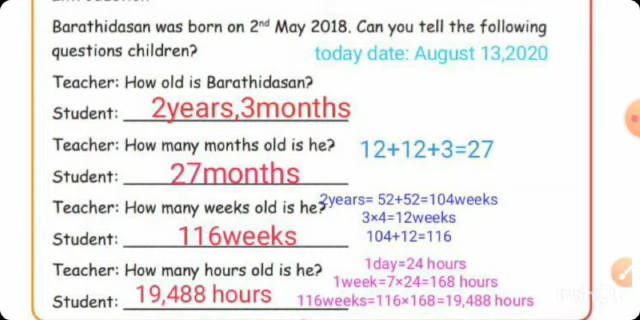 Barathidasan was born on 2nd May 2018. Can you tell the following
questions children? today date: August 13,2020
Teacher: How old is Barathidasan?
Student: 2years,3months
Teacher: How many months old is he? 12+12+3=27
Student: 27months
Teacher: How many weeks old is he? 2years= 52+52=104weeks
3×4=12weeks
Student: 116weeks 104+12=116
Teacher: How many hours old is he? 1day=24 hours
1week=7×24=168 hours
Student: 19,488 hours 116weeks=116×168=19,488 hours